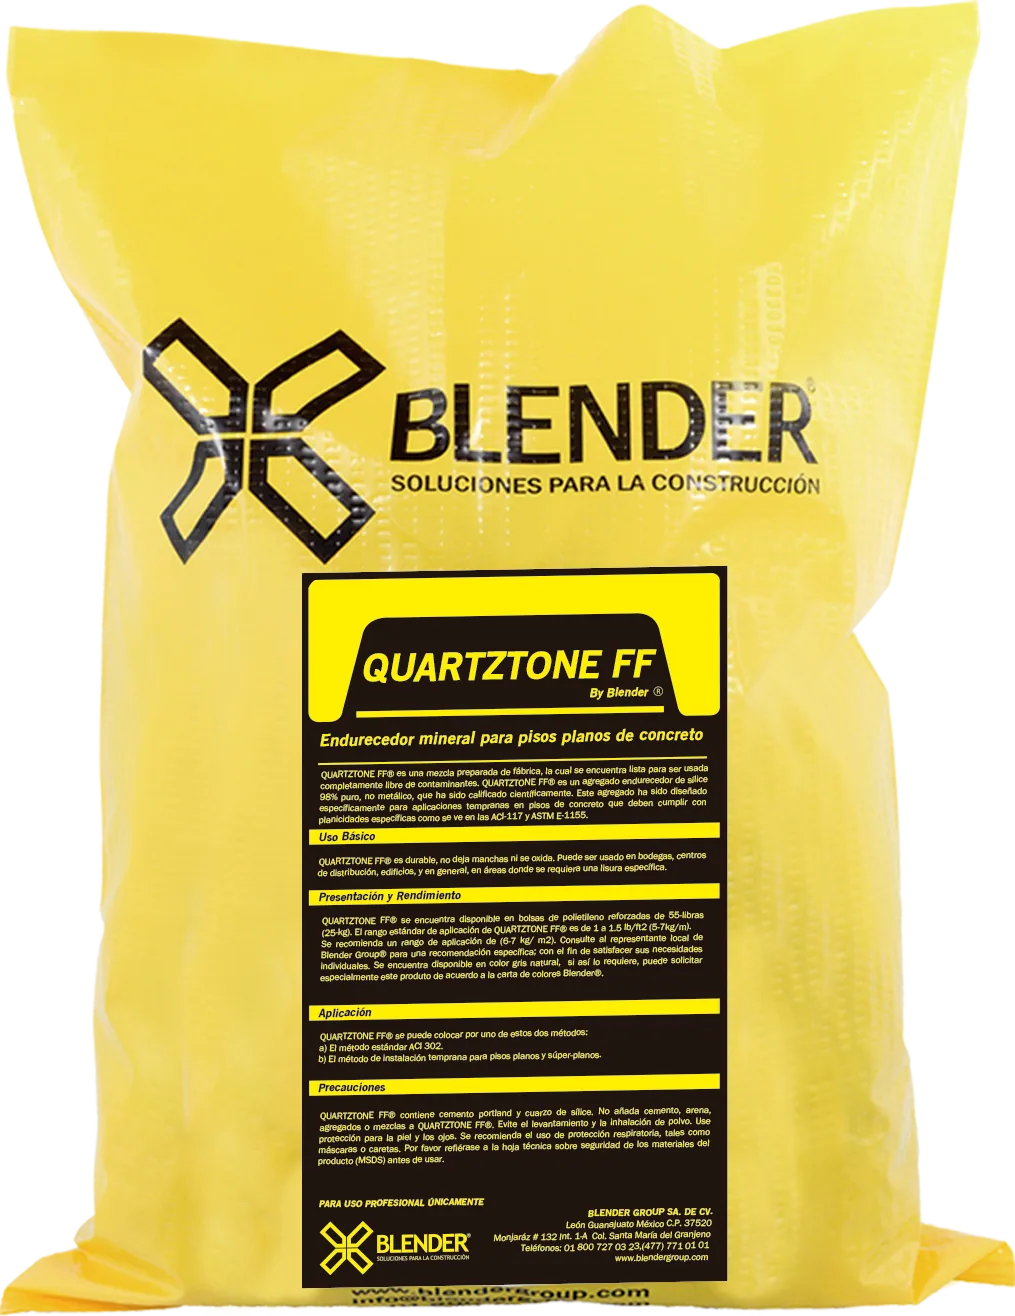 BLENDER®
SOLUCIONES PARA LA CONSTRUCCIÓN
QUARTZTONE FF
By Blender ®
Endurecedor mineral para pisos planos de concreto
QUARTZTONE FF® es una mezcla preparada de fábrica, la cual se encuentra lista para ser usada
completamente libre de contaminantes. QUARTZTONE FF® es un agregado endurecedor de silice
98% puro, no metálico, que ha sido calificado científicamente. Este agregado ha sido diseñado
específicamente para aplicaciones tempranas en pisos de concreto que deben cumplir con
planicidades específicas como se ve en las ACI-117 y ASTM E-1155.
Uso Básico
QUARTZTONE FF® es durable, no deja manchas ni se oxida. Puede ser usado en bodegas, centros
de distribución, edificios, y en general, en áreas donde se requiera una lisura específica.
Presentación y Rendimiento
QUARTZTONE FF® se encuentra disponible en bolsas de polietileno reforzadas de 55-libras
(25-kg). El rango estándar de aplicación de QUARTZTONE FF® es de 1 a 1.5 lb/ft2 (5-7kg/m).
Se recomienda un rango de aplicación de (6-7 kg/ m2). Consulte al representante local de
Blender Group® para una recomendación específica; con el fin de satisfacer sus necesidades
individuales. Se encuentra disponible en color gris natural, si así lo requiere, puede solicitar
especialmente este produto de acuerdo a la carta de colores Blender®.
Aplicación
QUARTZTONE FF® se puede colocar por uno de estos dos métodos:
a) El método estándar ACI 302.
b) El método de instalación temprana para pisos planos y súper-planos.
Precauciones
QUARTZTONE FF® contiene cemento portland y cuarzo de sílice. No añada cemento, arena,
agregados o mezclas a QUARTZTONE FF®. Evite el levantamiento y la inhalación de polvo. Use
protección para la piel y los ojos. Se recomienda el uso de protección respiratoria, tales como
máscaras o caretas. Por favor refiérase a la hoja técnica sobre seguridad de los materiales del
producto (MSDS) antes de usar.
PARA USO PROFESIONAL ÚNICAMENTE
BLENDER®
SOLUCIONES PARA LA CONSTRUCCIÓN
BLENDER GROUP SA. DE CV.
León Guanajuato México C.P. 37520
Monjaráz # 132 Int. 1-A Col. Santa María del Granjeno
Teléfonos: 01 800 727 03 23,(477) 771 01 01
www.blendergroup.com
www.blendergroup.com
info@blendergroup.com